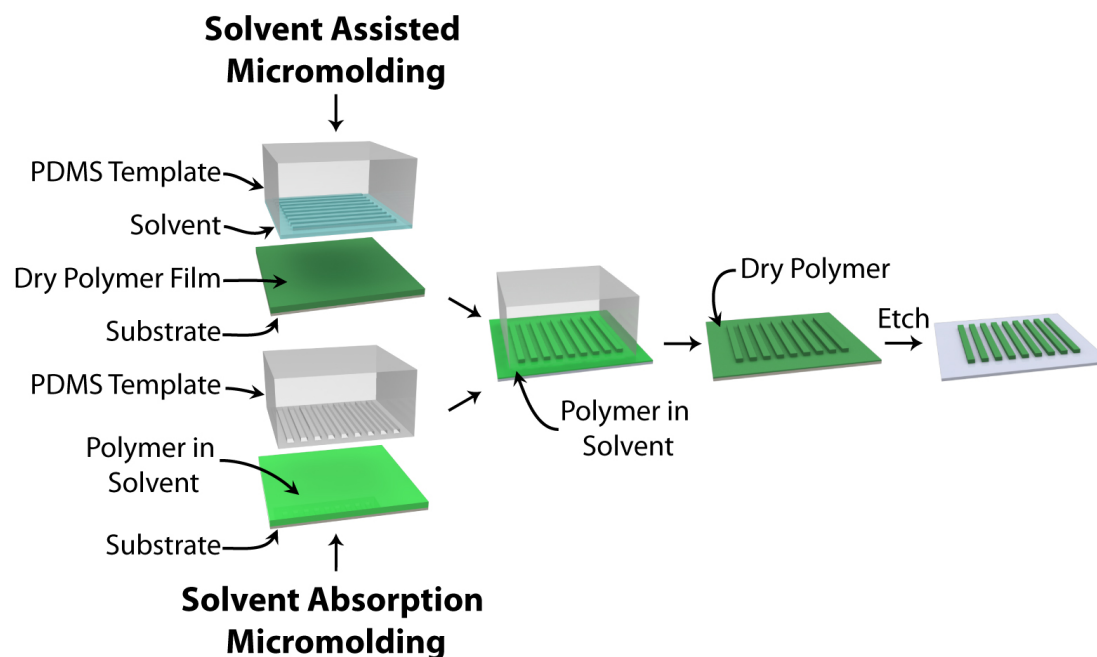 Solvent Assisted
Micromolding
PDMS Template
Solvent
Dry Polymer Film
Substrate
PDMS Template
Polymer in
Solvent
Substrate
Solvent Absorption
Micromolding
Polymer in
Solvent
Dry Polymer
Etch